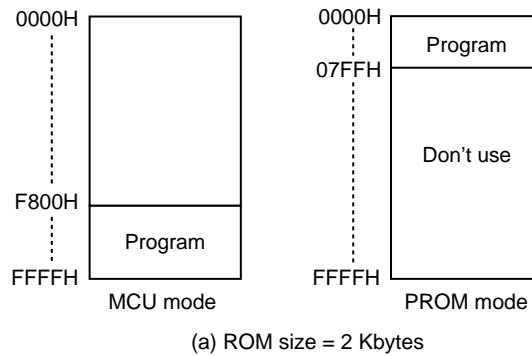 0000H
F800H
Program
FFFFH
MCU mode
0000H
Program
07FFH
Don't use
FFFFH
PROM mode
(a) ROM size = 2 Kbytes